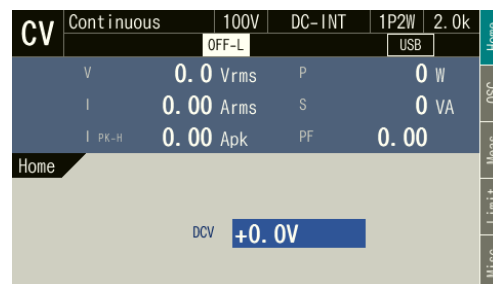 CV Continuous 100V DC-INT 1P2W 2.0k
OFF-L USB
V 0.0 Vrms P 0 W
I 0.00 Arms S 0 VA
I PK-H 0.00 Apk PF 0.00
Home
DCV +0.0V
Home
OSC
Meas
Limit
Misc